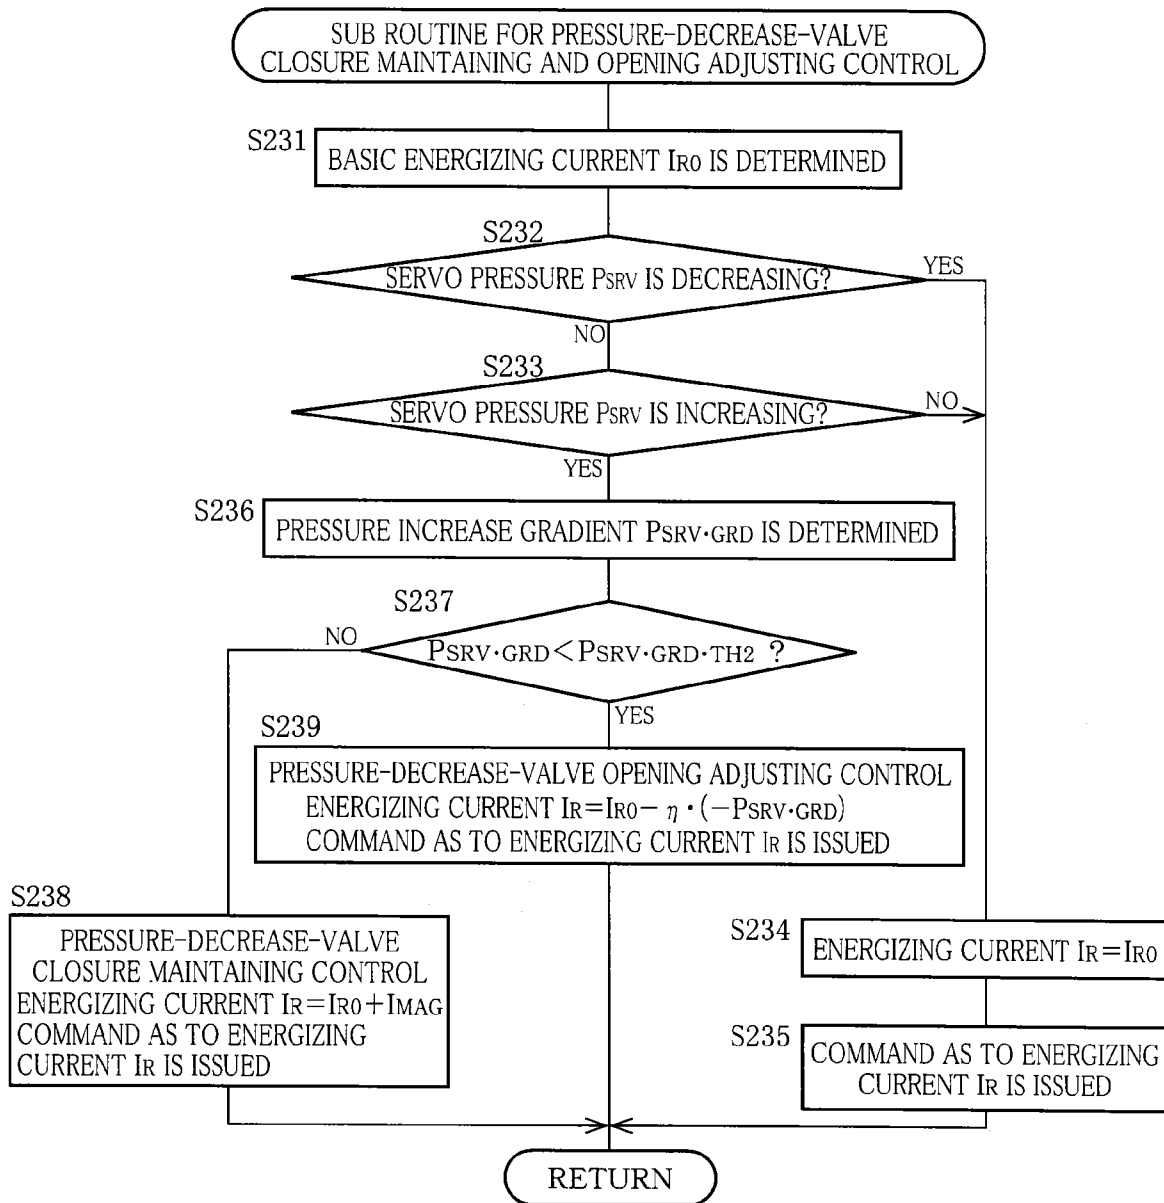 SUB ROUTINE FOR PRESSURE-DECREASE-VALVE
CLOSURE MAINTAINING AND OPENING ADJUSTING CONTROL
S231
BASIC ENERGIZING CURRENT IR0 IS DETERMINED
S232
SERVO PRESSURE PSRV IS DECREASING?
YES
NO
S233
SERVO PRESSURE PSRV IS INCREASING?
NO
YES
S236
PRESSURE INCREASE GRADIENT PSRV·GRD IS DETERMINED
S237
NO
PSRV·GRD<PSRV·GRD·TH2 ?
YES
S239
PRESSURE-DECREASE-VALVE OPENING ADJUSTING CONTROL
ENERGIZING CURRENT IR=IR0-η·(-PSRV·GRD)
COMMAND AS TO ENERGIZING CURRENT IR IS ISSUED
S238
PRESSURE-DECREASE-VALVE
CLOSURE MAINTAINING CONTROL
ENERGIZING CURRENT IR=IR0+IMAG
COMMAND AS TO ENERGIZING
CURRENT IR IS ISSUED
S234
ENERGIZING CURRENT IR=IR0
S235
COMMAND AS TO ENERGIZING
CURRENT IR IS ISSUED
RETURN